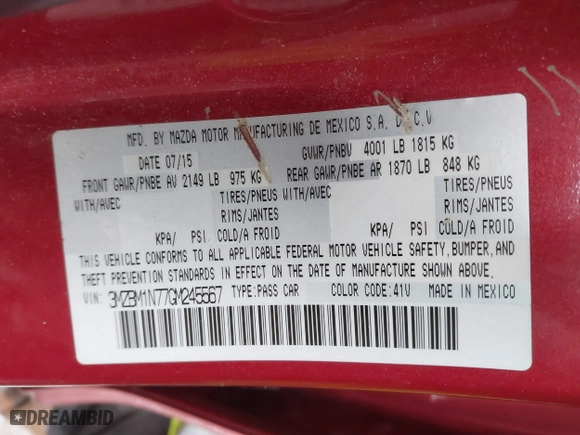 MFD. BY MAZDA MOTOR MANUFACTURING DE MEXICO S.A. D C.V
DATE 07/15 GVWR/PNBV 4001 LB 1815 KG
FRONT GAWR/PNBE AV 2149 LB 975 KG REAR GAWR/PNBE AR 1870 LB 848 KG
WITH/AVEC TIRES/PNEUS WITH/AVEC TIRES/PNEUS
RIMS/JANTES RIMS/JANTES
KPA/ PSI COLD/A FROID KPA/ PSI COLD/A FROID
THIS VEHICLE CONFORMS TO ALL APPLICABLE FEDERAL MOTOR VEHICLE SAFETY, BUMPER, AND
THEFT PREVENTION STANDARDS IN EFFECT ON THE DATE OF MANUFACTURE SHOWN ABOVE.
VIN: 3MZBM1N77GM245567 TYPE:PASS CAR COLOR CODE:41V MADE IN MEXICO
DREAMBID